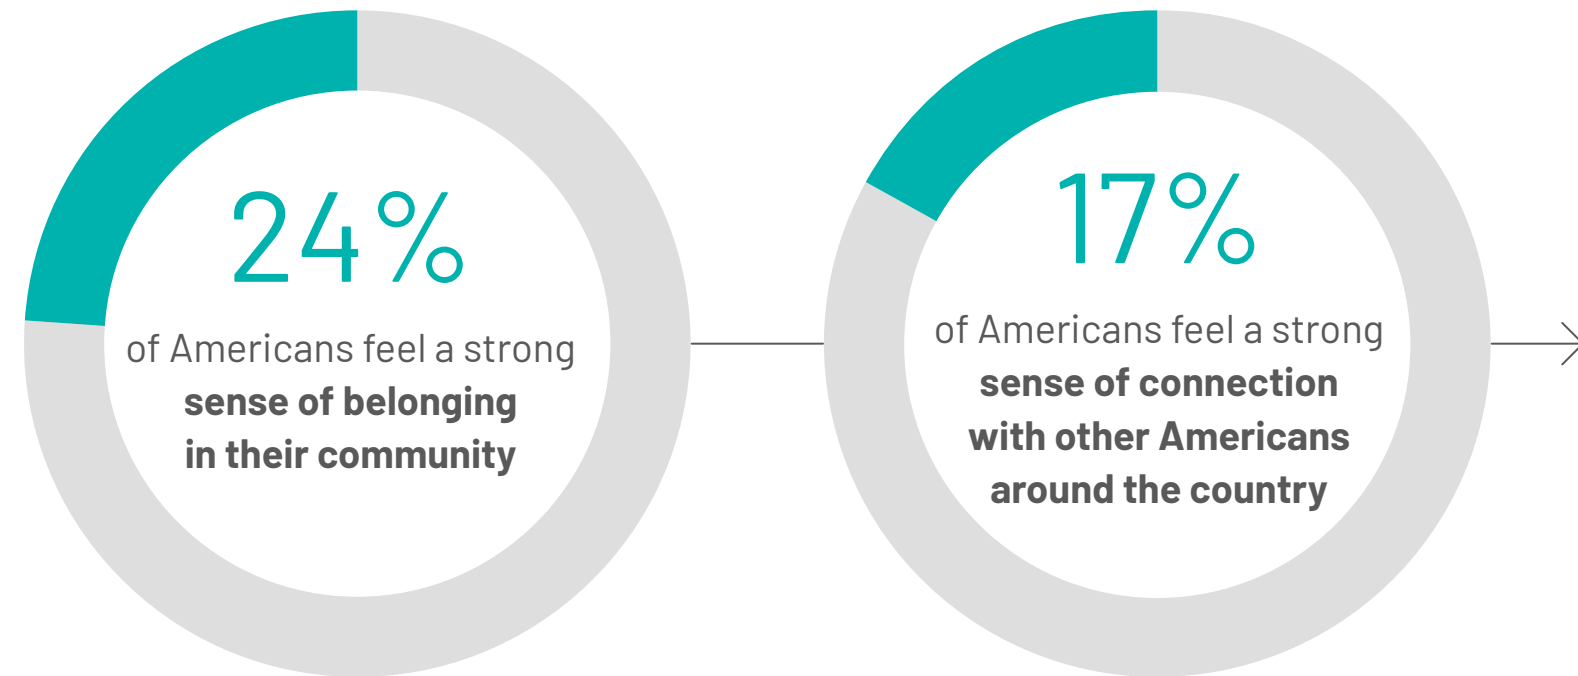 24%
of Americans feel a strong
sense of belonging
in their community
17%
of Americans feel a strong
sense of connection
with other Americans
around the country